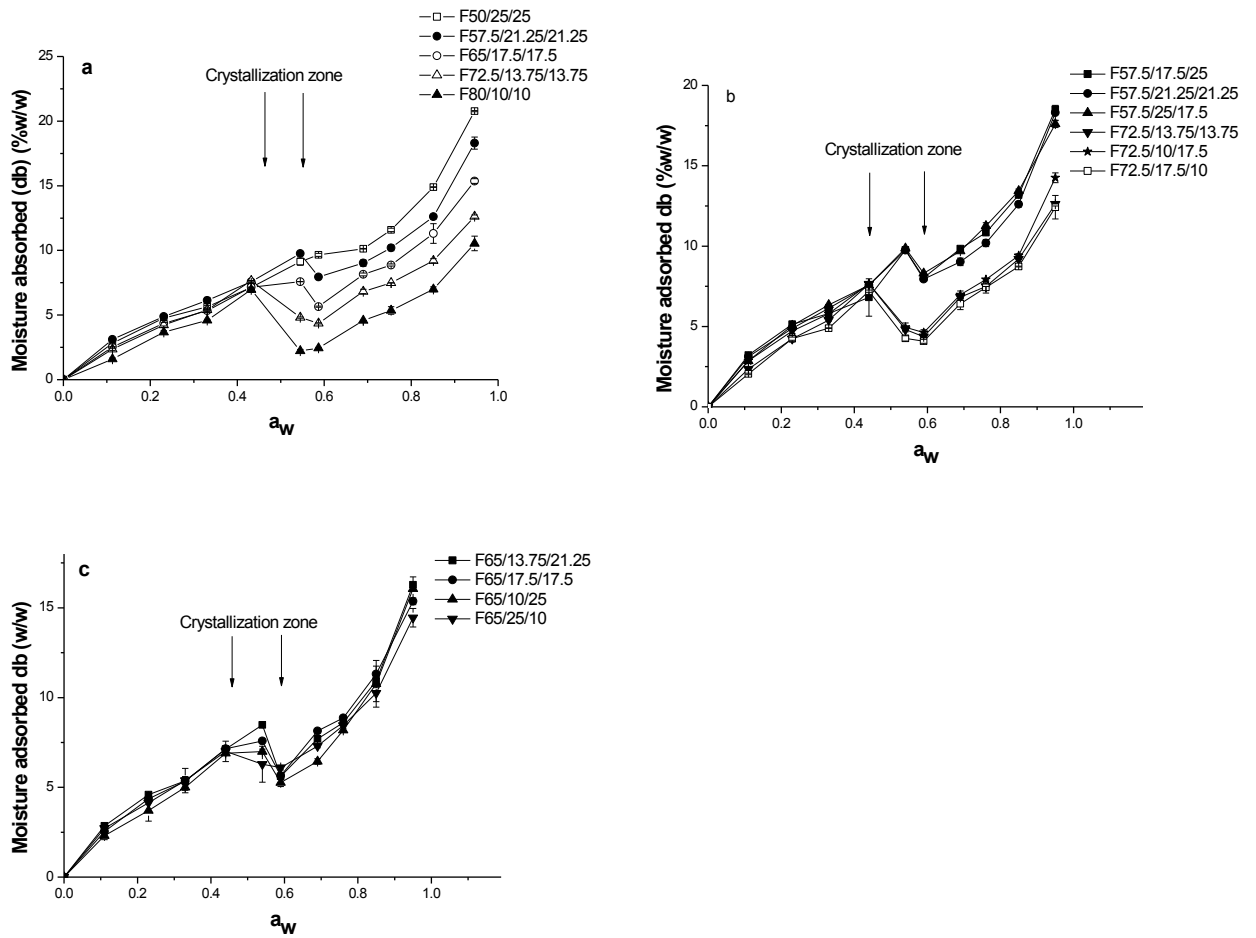 F50/25/25
F57.5/21.25/21.25
F65/17.5/17.5
F72.5/13.75/13.75
F80/10/10
a
Crystallization zone
Moisture absorbed (db) (%w/w)
25
20
15
10
5
0
0.0 0.2 0.4 0.6 0.8 1.0
aw
F57.5/17.5/25
F57.5/21.25/21.25
F57.5/25/17.5
F72.5/13.75/13.75
F72.5/10/17.5
F72.5/17.5/10
b
Crystallization zone
Moisture adsorbed db (%w/w)
20
15
10
5
0
0.0 0.2 0.4 0.6 0.8 1.0
aw
F65/13.75/21.25
F65/17.5/17.5
F65/10/25
F65/25/10
c
Crystallization zone
Moisture adsorbed db (w/w)
15
10
5
0
0.0 0.2 0.4 0.6 0.8 1.0
aw